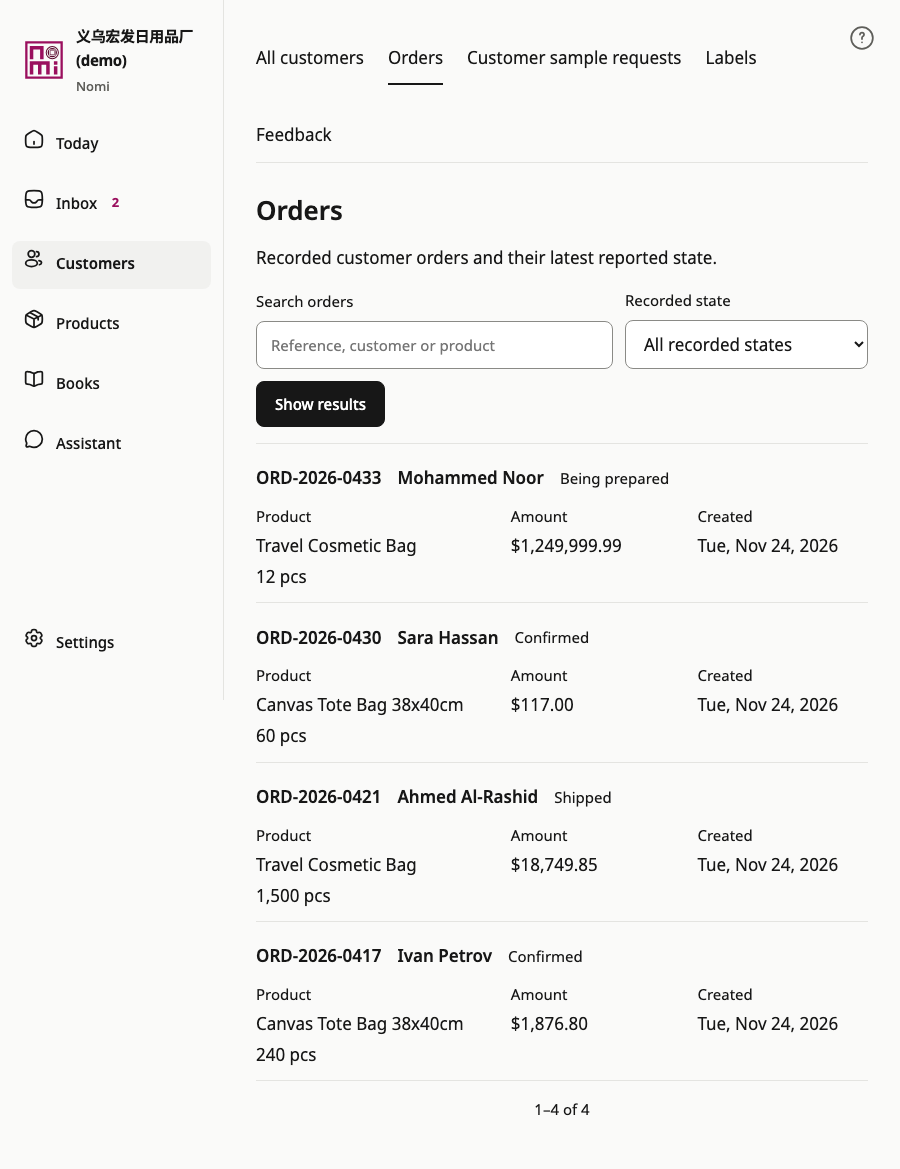 义乌宏发日用品厂
(demo)
Nomi
Today
Inbox 2
Customers
Products
Books
Assistant
Settings
All customers Orders Customer sample requests Labels
Feedback
Orders
Recorded customer orders and their latest reported state.
Search orders Recorded state
Reference, customer or product All recorded states
Show results
ORD-2026-0433 Mohammed Noor Being prepared
Product Amount Created
Travel Cosmetic Bag $1,249,999.99 Tue, Nov 24, 2026
12 pcs
ORD-2026-0430 Sara Hassan Confirmed
Product Amount Created
Canvas Tote Bag 38x40cm $117.00 Tue, Nov 24, 2026
60 pcs
ORD-2026-0421 Ahmed Al-Rashid Shipped
Product Amount Created
Travel Cosmetic Bag $18,749.85 Tue, Nov 24, 2026
1,500 pcs
ORD-2026-0417 Ivan Petrov Confirmed
Product Amount Created
Canvas Tote Bag 38x40cm $1,876.80 Tue, Nov 24, 2026
240 pcs
1–4 of 4